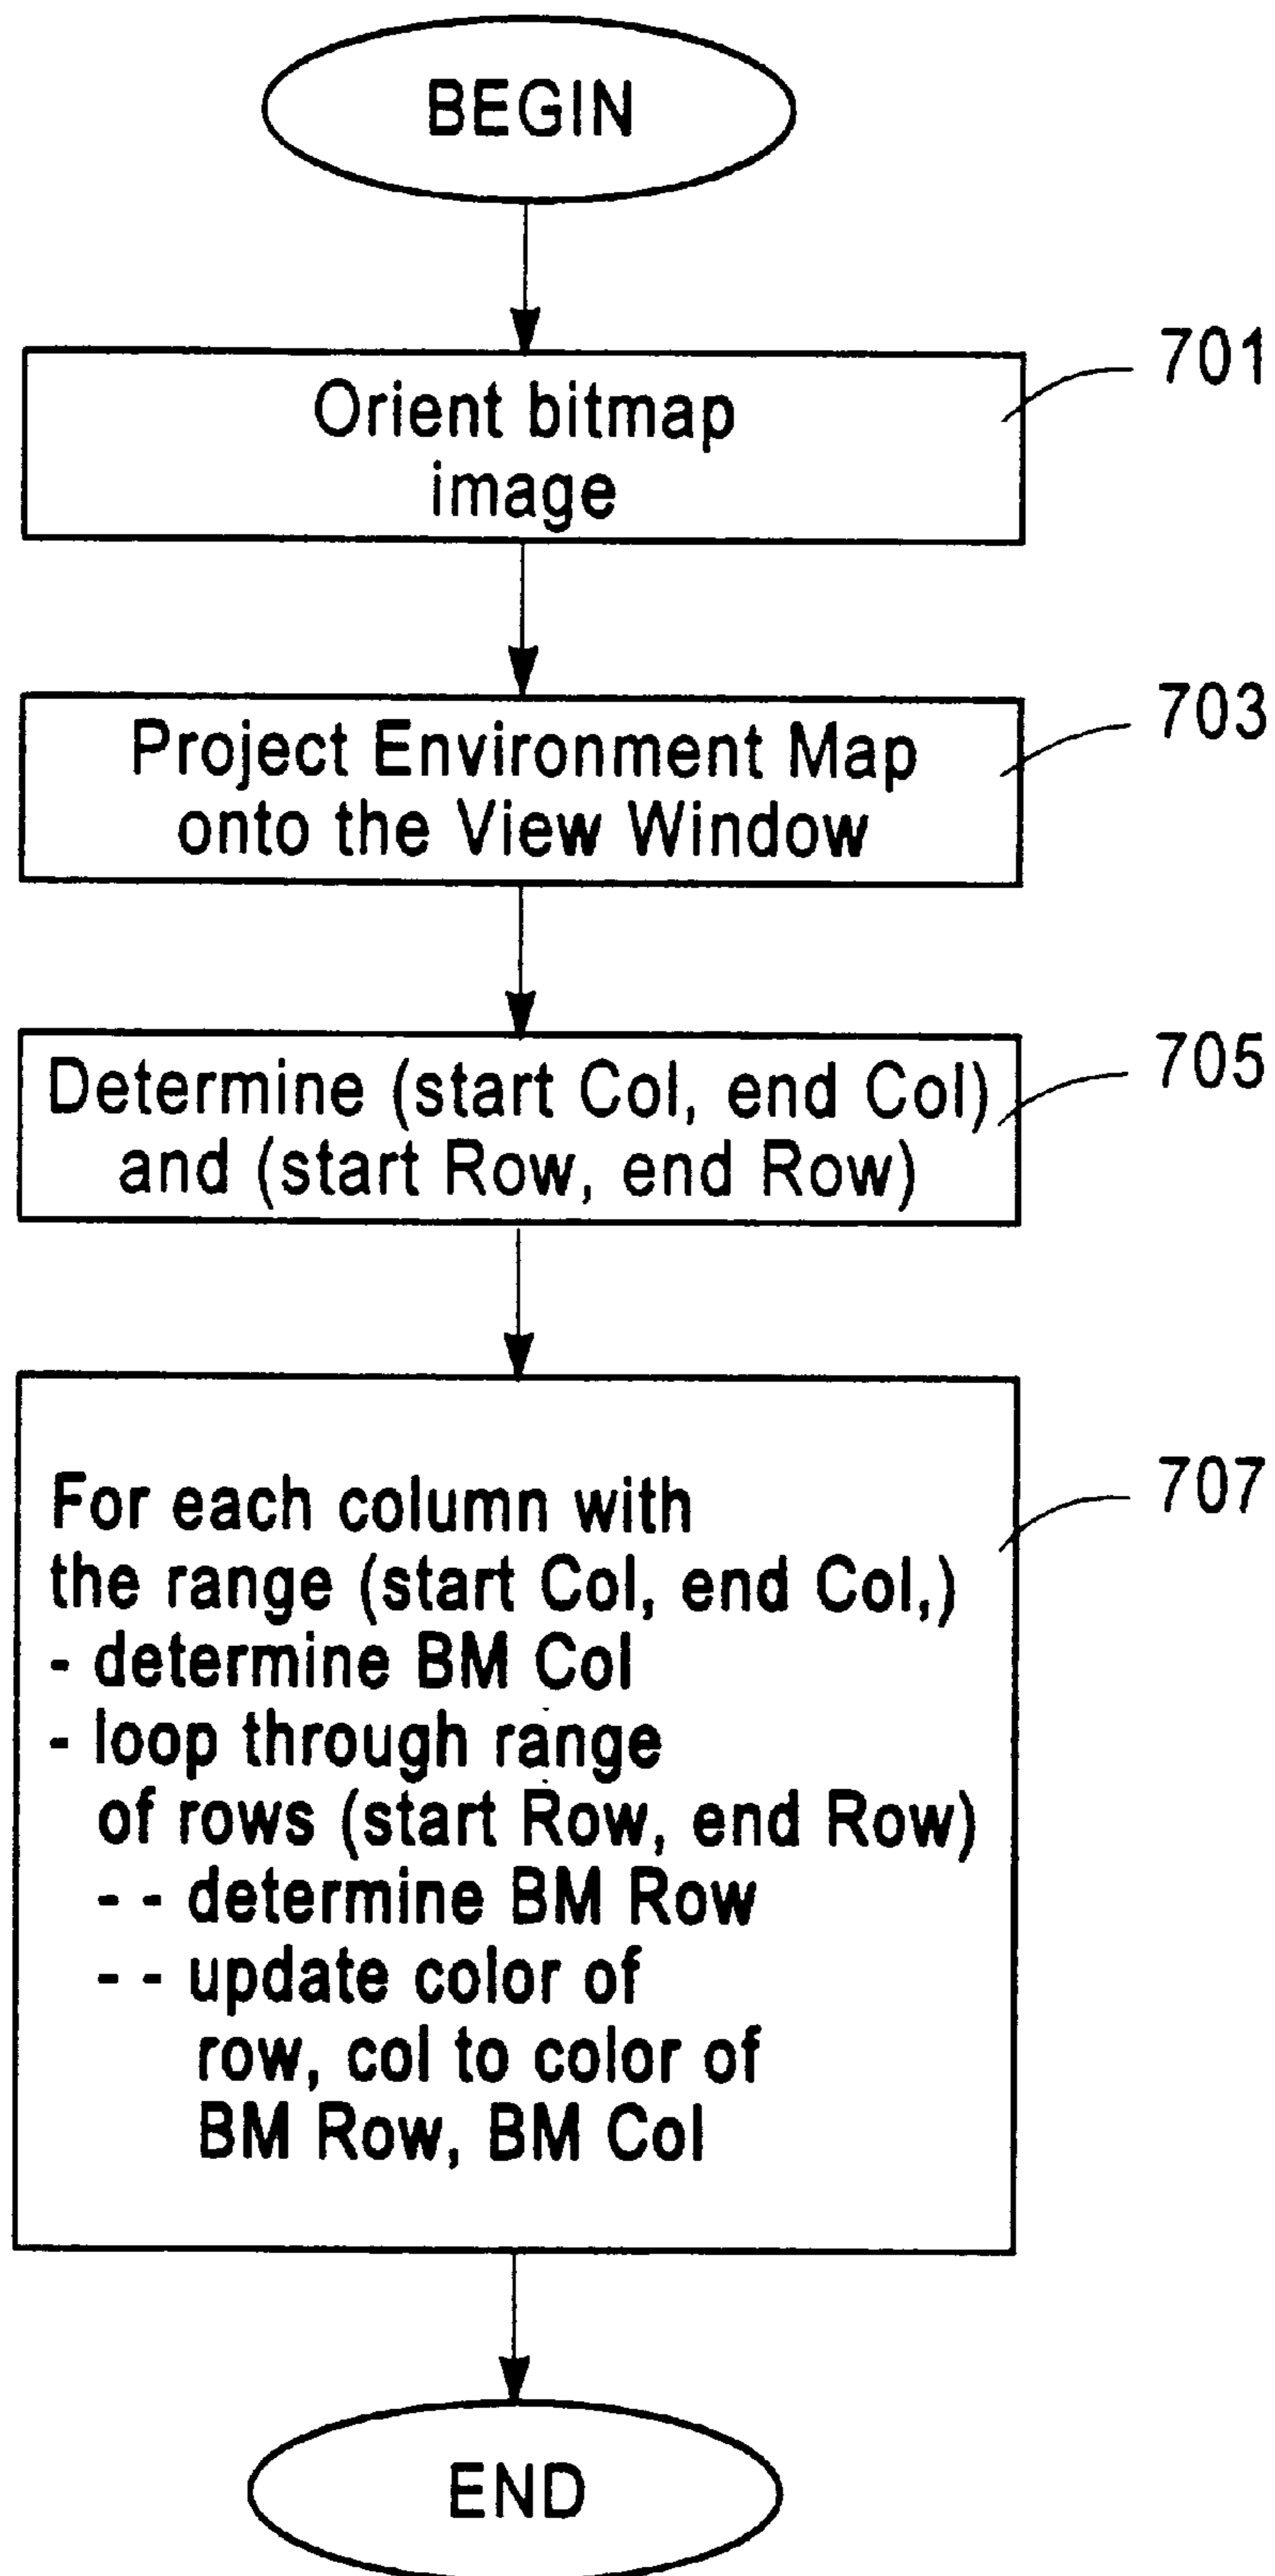 BEGIN
701
Orient bitmap
image
703
Project Environment Map
onto the View Window
705
Determine (start Col, end Col)
and (start Row, end Row)
707
For each column with
the range (start Col, end Col,)
- determine BM Col
- loop through range
of rows (start Row, end Row)
- - determine BM Row
- - update color of
row, col to color of
BM Row, BM Col
END